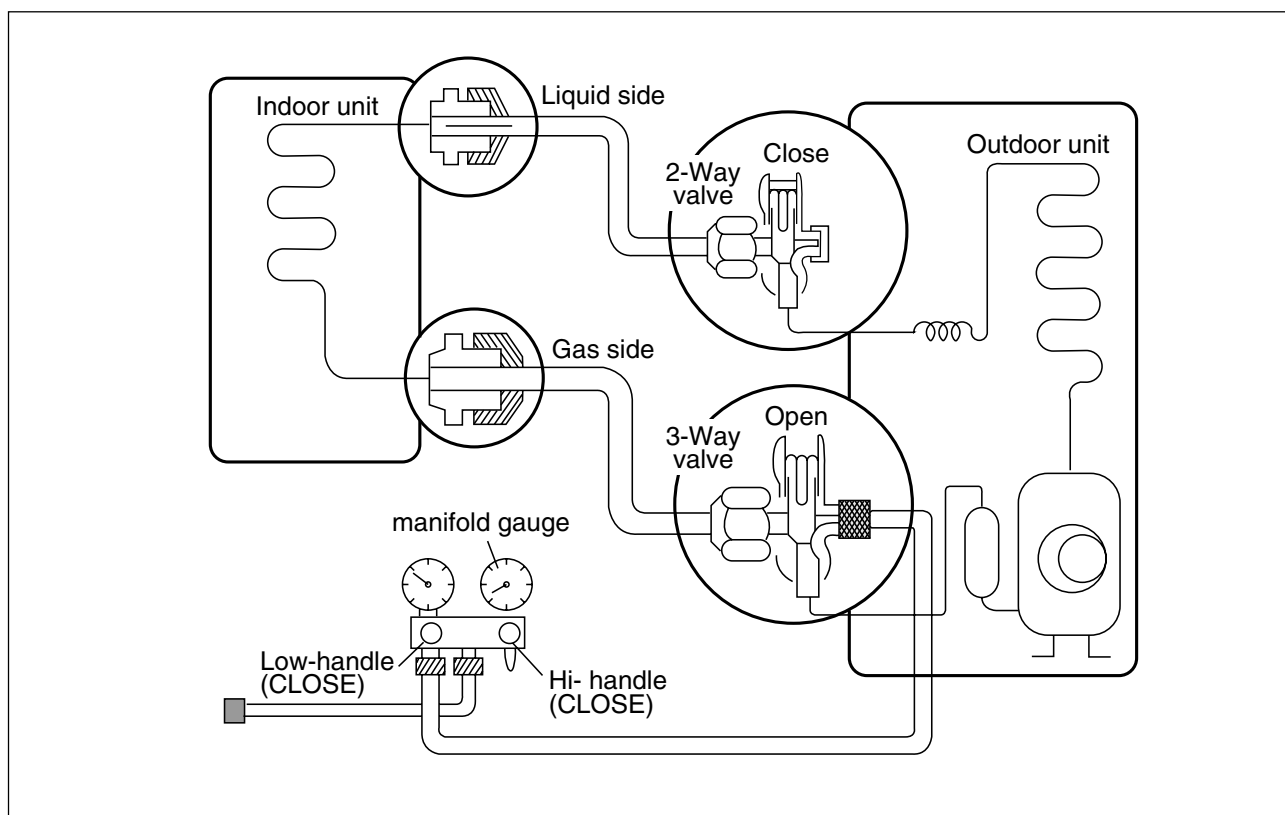 Indoor unit
Liquid side
2-Way
valve
Close
Outdoor unit
Gas side
3-Way
valve
Open
manifold gauge
Low-handle
(CLOSE)
Hi- handle
(CLOSE)